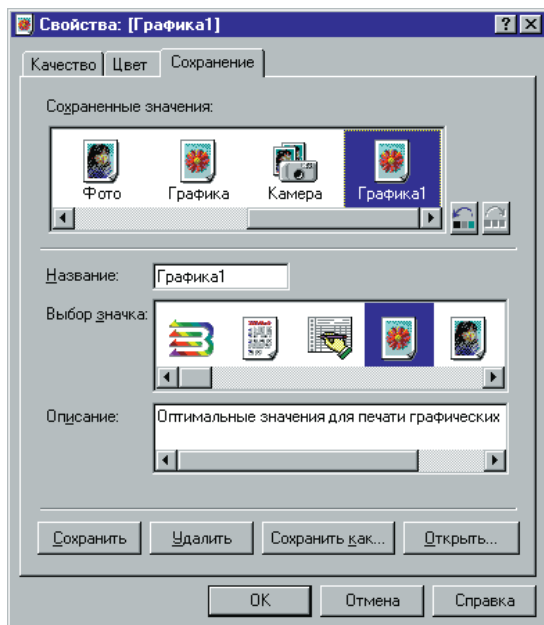 Свойства: [Графика1]
Качество Цвет Сохранение
Сохраненные значения:
Фото Графика Камера Графика1
Название: Графика1
Выбор значка:
Описание: Оптимальные значения для печати графических
Сохранить Удалить Сохранить как... Открыть...
OK Отмена Справка